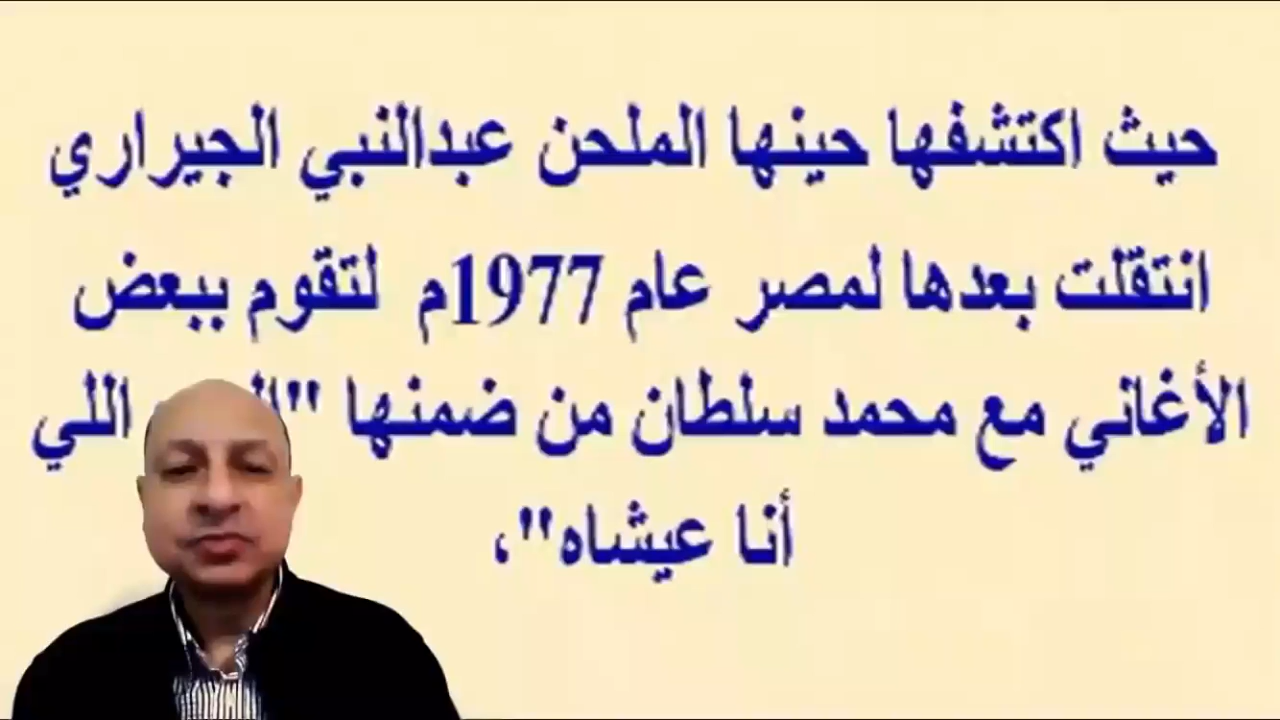 حيث اكتشفها حينها الملحن عبدالنبي الجيراري
انتقلت بعدها لمصر عام 1977م لتقوم ببعض
الأغاني مع محمد سلطان من ضمنها " اللي
أنا عيشاه"،